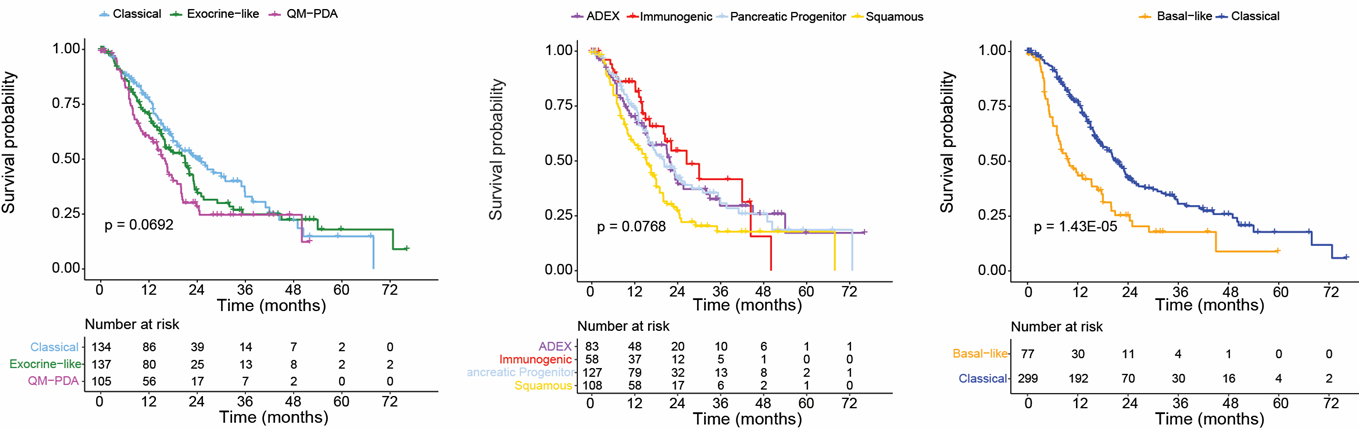 Classical Exocrine-like QM-PDA
Survival probability
1.00
0.75
0.50
0.25
0.00
p = 0.0692
0 12 24 36 48 60 72
Time (months)
Number at risk
Classical 134 86 39 14 7 2 0
Exocrine-like 137 80 25 13 8 2 2
QM-PDA 105 56 17 7 2 0 0
0 12 24 36 48 60 72
Time (months)
ADEX Immunogenic Pancreatic Progenitor Squamous
Survival probability
1.00
0.75
0.50
0.25
0.00
p = 0.0768
0 12 24 36 48 60 72
Time (months)
Number at risk
ADEX 83 48 20 10 6 1 1
Immunogenic 58 37 12 5 1 0 0
ancreatic Progenitor 127 79 32 13 8 2 1
Squamous 108 58 17 6 2 1 0
0 12 24 36 48 60 72
Time (months)
Basal-like Classical
Survival probability
1.00
0.75
0.50
0.25
0.00
p = 1.43E-05
0 12 24 36 48 60 72
Time (months)
Number at risk
Basal-like 77 30 11 4 1 0 0
Classical 299 192 70 30 16 4 2
0 12 24 36 48 60 72
Time (months)